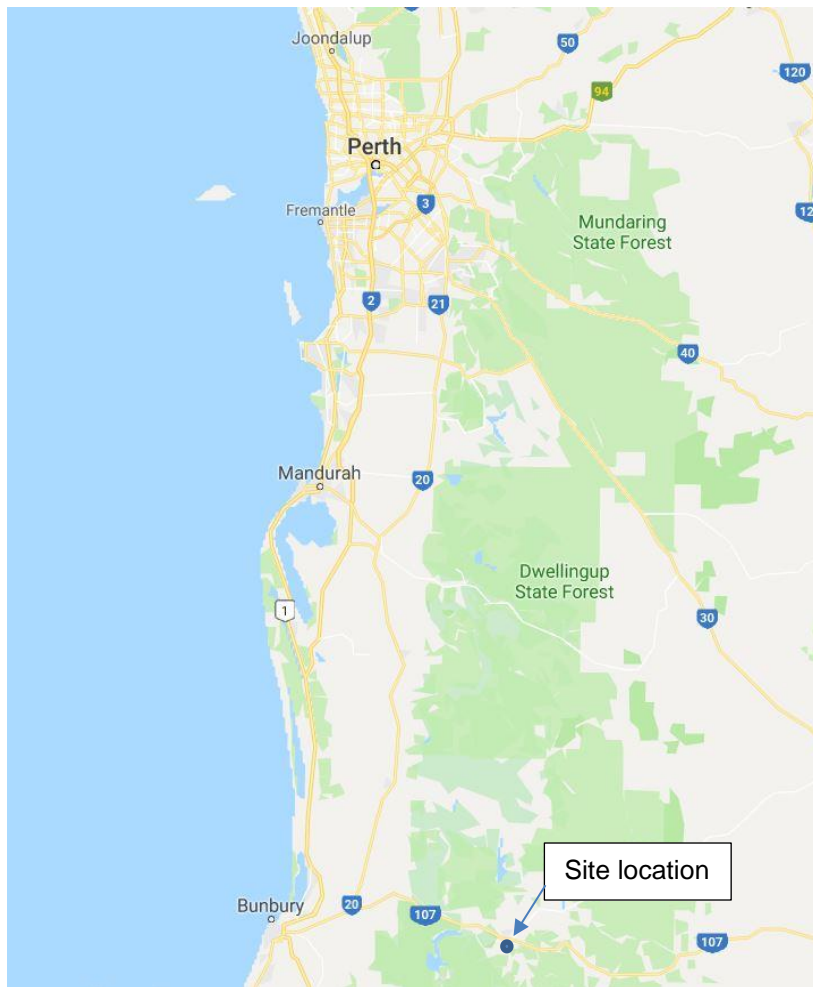 Joondalup
50
120
94
Perth
3
12
Fremantle
Mundaring
State Forest
2
21
40
Mandurah
20
Dwellingup
State Forest
1
30
Site location
Bunbury
20
107
107